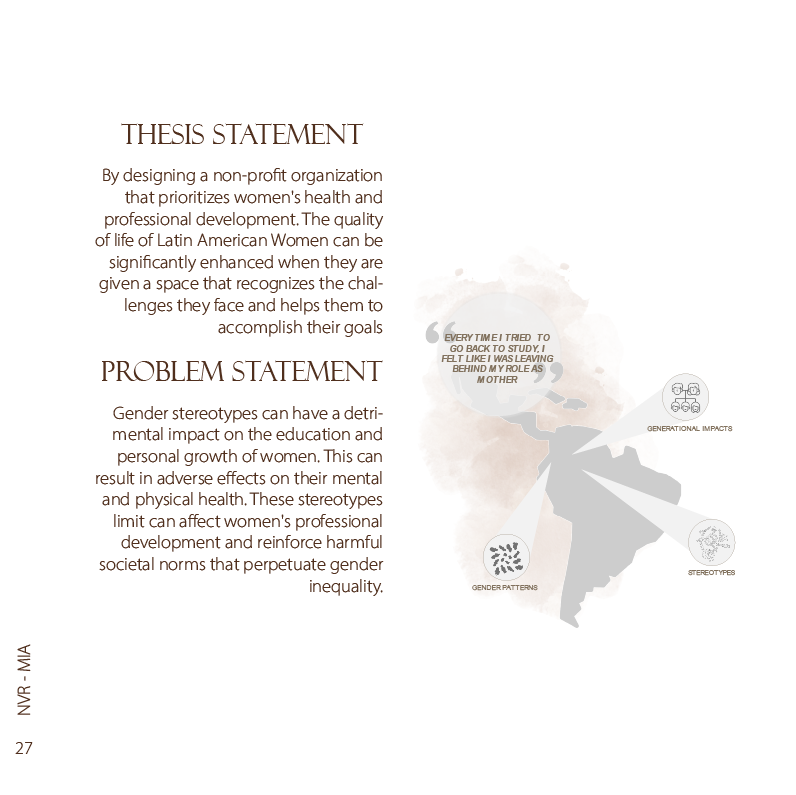 THESIS STATEMENT
By designing a non-profit organization
that prioritizes women's health and
professional development. The quality
of life of Latin American Women can be
significantly enhanced when they are
given a space that recognizes the chal-
lenges they face and helps them to
accomplish their goals
PROBLEM STATEMENT
Gender stereotypes can have a detri-
mental impact on the education and
personal growth of women. This can
result in adverse effects on their mental
and physical health. These stereotypes
limit can affect women's professional
development and reinforce harmful
societal norms that perpetuate gender
inequality.
“
EVERY TIME I TRIED TO
GO BACK TO STUDY, I
FELT LIKE I WAS LEAVING
BEHIND MY ROLE AS
MOTHER
”
GENERATIONAL IMPACTS
STEREOTYPES
GENDER PATTERNS
NVR - MIA
27